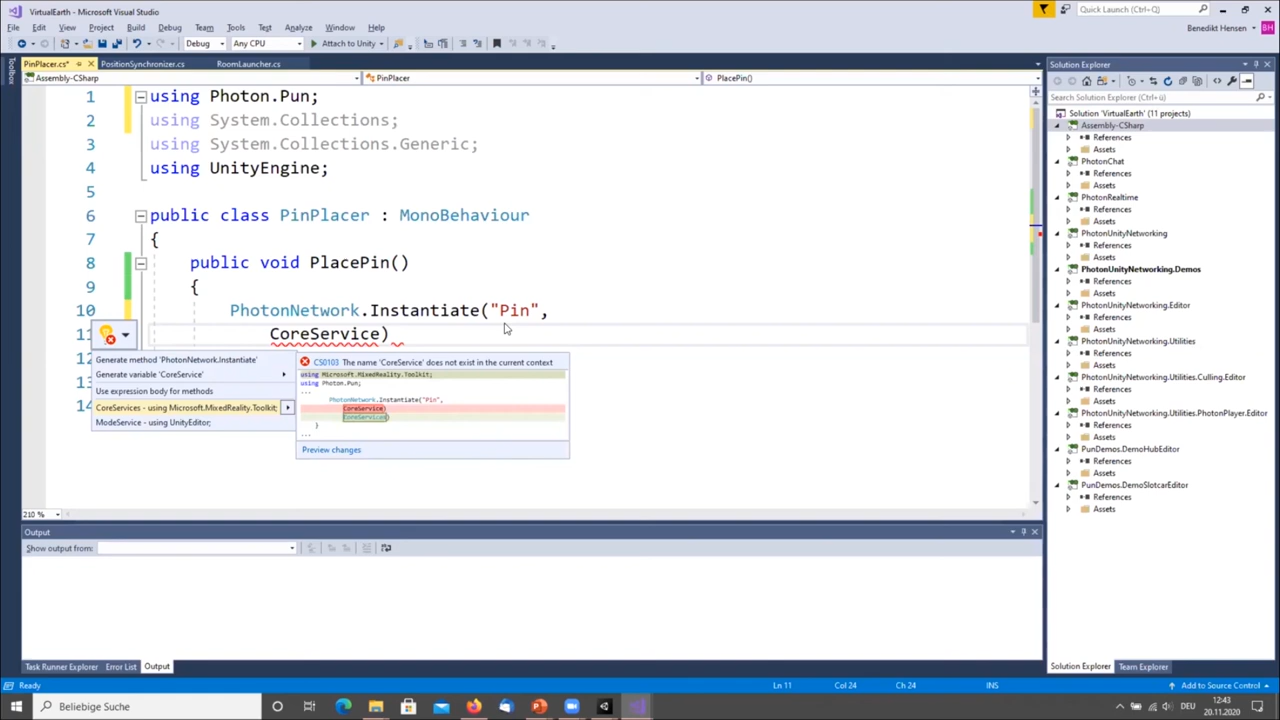 VirtualEarth - Microsoft Visual Studio
Quick Launch (Ctrl+Q)
File Edit View Project Build Debug Team Tools Test Analyze Window Help
Benedikt Hensen BH
Debug Any CPU Attach to Unity
Toolbox
PinPlacer.cs* PositionSynchronizer.cs RoomLauncher.cs
Assembly-CSharp PinPlacer PlacePin()
1 using Photon.Pun;
2 using System.Collections;
3 using System.Collections.Generic;
4 using UnityEngine;
5
6 public class PinPlacer : MonoBehaviour
7 {
8 public void PlacePin()
9 {
10 PhotonNetwork.Instantiate("Pin",
11 CoreService)
Generate method 'PhotonNetwork.Instantiate'
Generate variable 'CoreService'
Use expression body for methods
CoreServices - using Microsoft.MixedReality.Toolkit;
ModeService - using UnityEditor;
CS0103 The name 'CoreService' does not exist in the current context
using Microsoft.MixedReality.Toolkit;
using Photon.Pun;
...
PhotonNetwork.Instantiate("Pin",
CoreService)
CoreServices)
}
...
Preview changes
210 %
Output
Show output from:
Task Runner Explorer Error List Output
Solution Explorer
Search Solution Explorer (Ctrl+ü)
Solution 'VirtualEarth' (11 projects)
Assembly-CSharp
References
Assets
PhotonChat
References
Assets
PhotonRealtime
References
Assets
PhotonUnityNetworking
References
Assets
PhotonUnityNetworking.Demos
References
Assets
PhotonUnityNetworking.Editor
References
Assets
PhotonUnityNetworking.Utilities
References
Assets
PhotonUnityNetworking.Utilities.Culling.Editor
References
Assets
PhotonUnityNetworking.Utilities.PhotonPlayer.Editor
References
Assets
PunDemos.DemoHubEditor
References
Assets
PunDemos.DemoSlotcarEditor
References
Assets
Solution Explorer Team Explorer
Ready Ln 11 Col 24 Ch 24 INS Add to Source Control
Beliebige Suche
DEU 12:43
20.11.2020